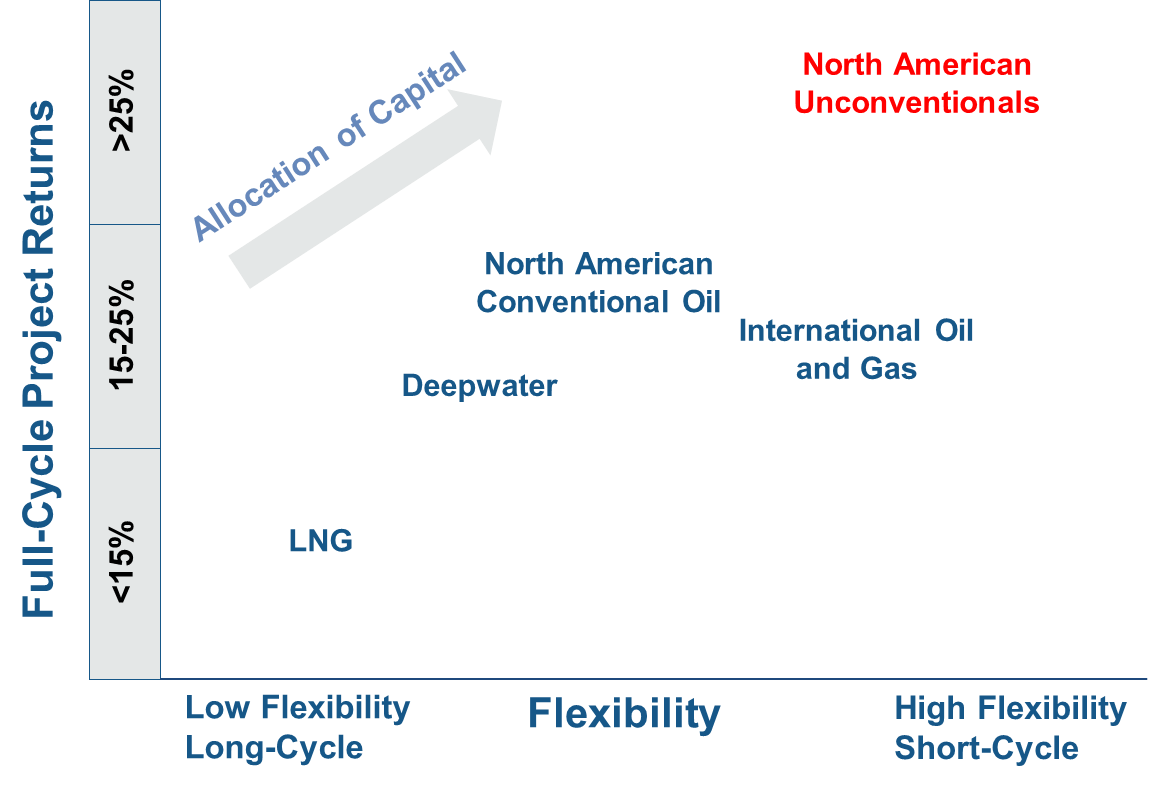 Full-Cycle Project Returns
>25%
15-25%
<15%
Allocation of Capital
North American
Unconventionals
North American
Conventional Oil
International Oil
and Gas
Deepwater
LNG
Low Flexibility
Long-Cycle
Flexibility
High Flexibility
Short-Cycle